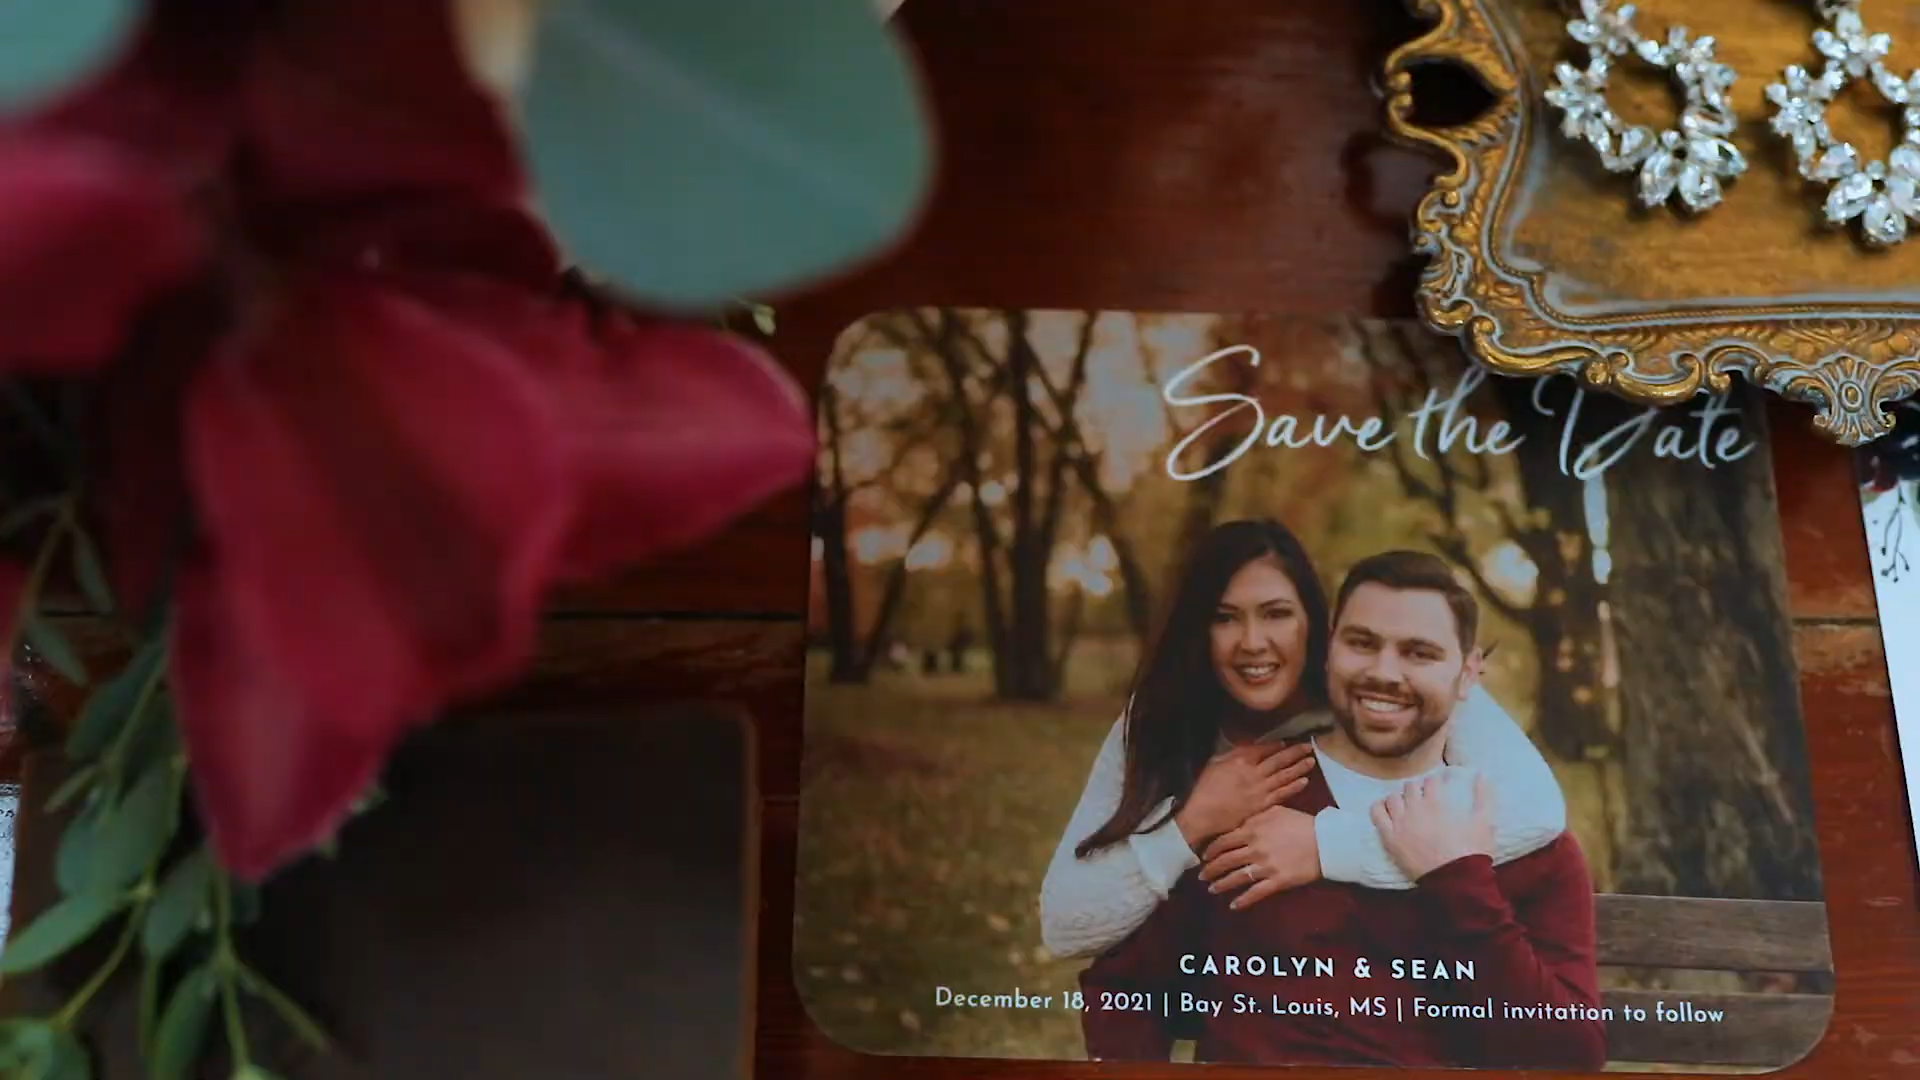 Save the Date
CAROLYN & SEAN
December 18, 2021 | Bay St. Louis, MS | Formal invitation to follow